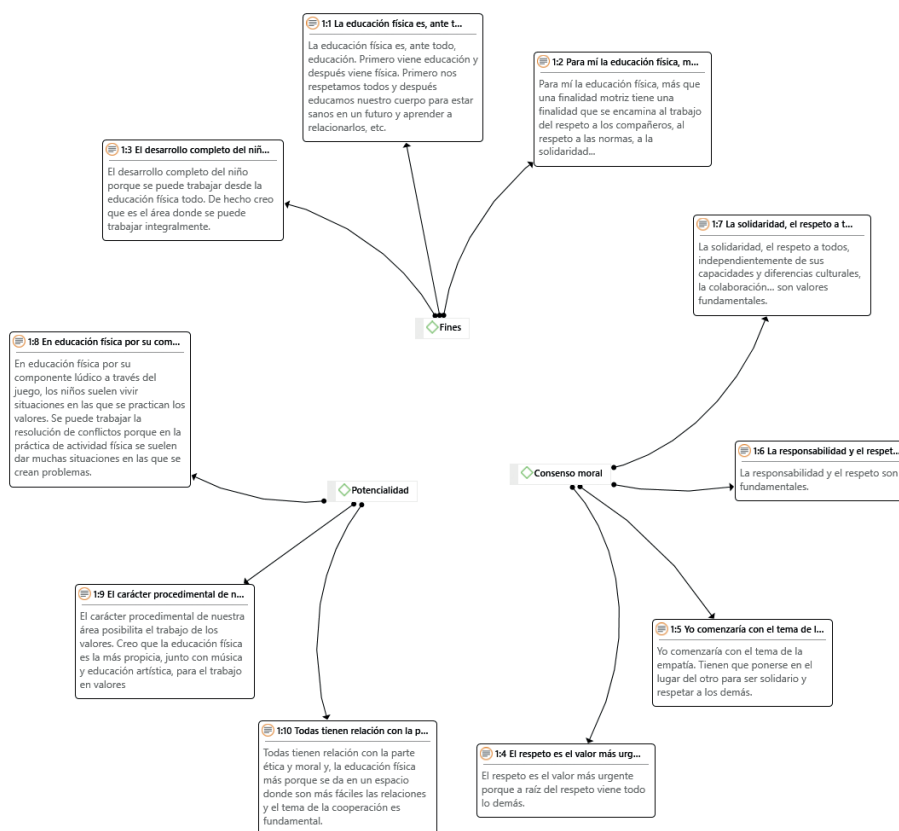 1:1 La educación física es, ante t...
La educación física es, ante todo,
educación. Primero viene educación y
después viene física. Primero nos
respetamos todos y después
educamos nuestro cuerpo para estar
sanos en un futuro y aprender a
relacionarlos, etc.
1:2 Para mí la educación física, m...
Para mí la educación física, más que
una finalidad motriz tiene una
finalidad que se encamina al trabajo
del respeto a los compañeros, al
respeto a las normas, a la
solidaridad...
1:3 El desarrollo completo del niñ...
El desarrollo completo del niño
porque se puede trabajar desde la
educación física todo. De hecho creo
que es el área donde se puede
trabajar integralmente.
1:7 La solidaridad, el respeto a t...
La solidaridad, el respeto a todos,
independientemente de sus
capacidades y diferencias culturales,
la colaboración... son valores
fundamentales.
Fines
1:8 En educación física por su com...
En educación física por su
componente lúdico a través del
juego, los niños suelen vivir
situaciones en las que se practican los
valores. Se puede trabajar la
resolución de conflictos porque en la
práctica de actividad física se suelen
dar muchas situaciones en las que se
crean problemas.
1:6 La responsabilidad y el respet...
La responsabilidad y el respeto son
fundamentales.
Consenso moral
Potencialidad
1:9 El carácter procedimental de n...
El carácter procedimental de nuestra
área posibilita el trabajo de los
valores. Creo que la educación física
es la más propicia, junto con música
y educación artística, para el trabajo
en valores
1:5 Yo comenzaría con el tema de l...
Yo comenzaría con el tema de la
empatía. Tienen que ponerse en el
lugar del otro para ser solidario y
respetar a los demás.
1:10 Todas tienen relación con la p...
Todas tienen relación con la parte
ética y moral y, la educación física
más porque se da en un espacio
donde son más fáciles las relaciones
y el tema de la cooperación es
fundamental.
1:4 El respeto es el valor más urg...
El respeto es el valor más urgente
porque a raíz del respeto viene todo
lo demás.